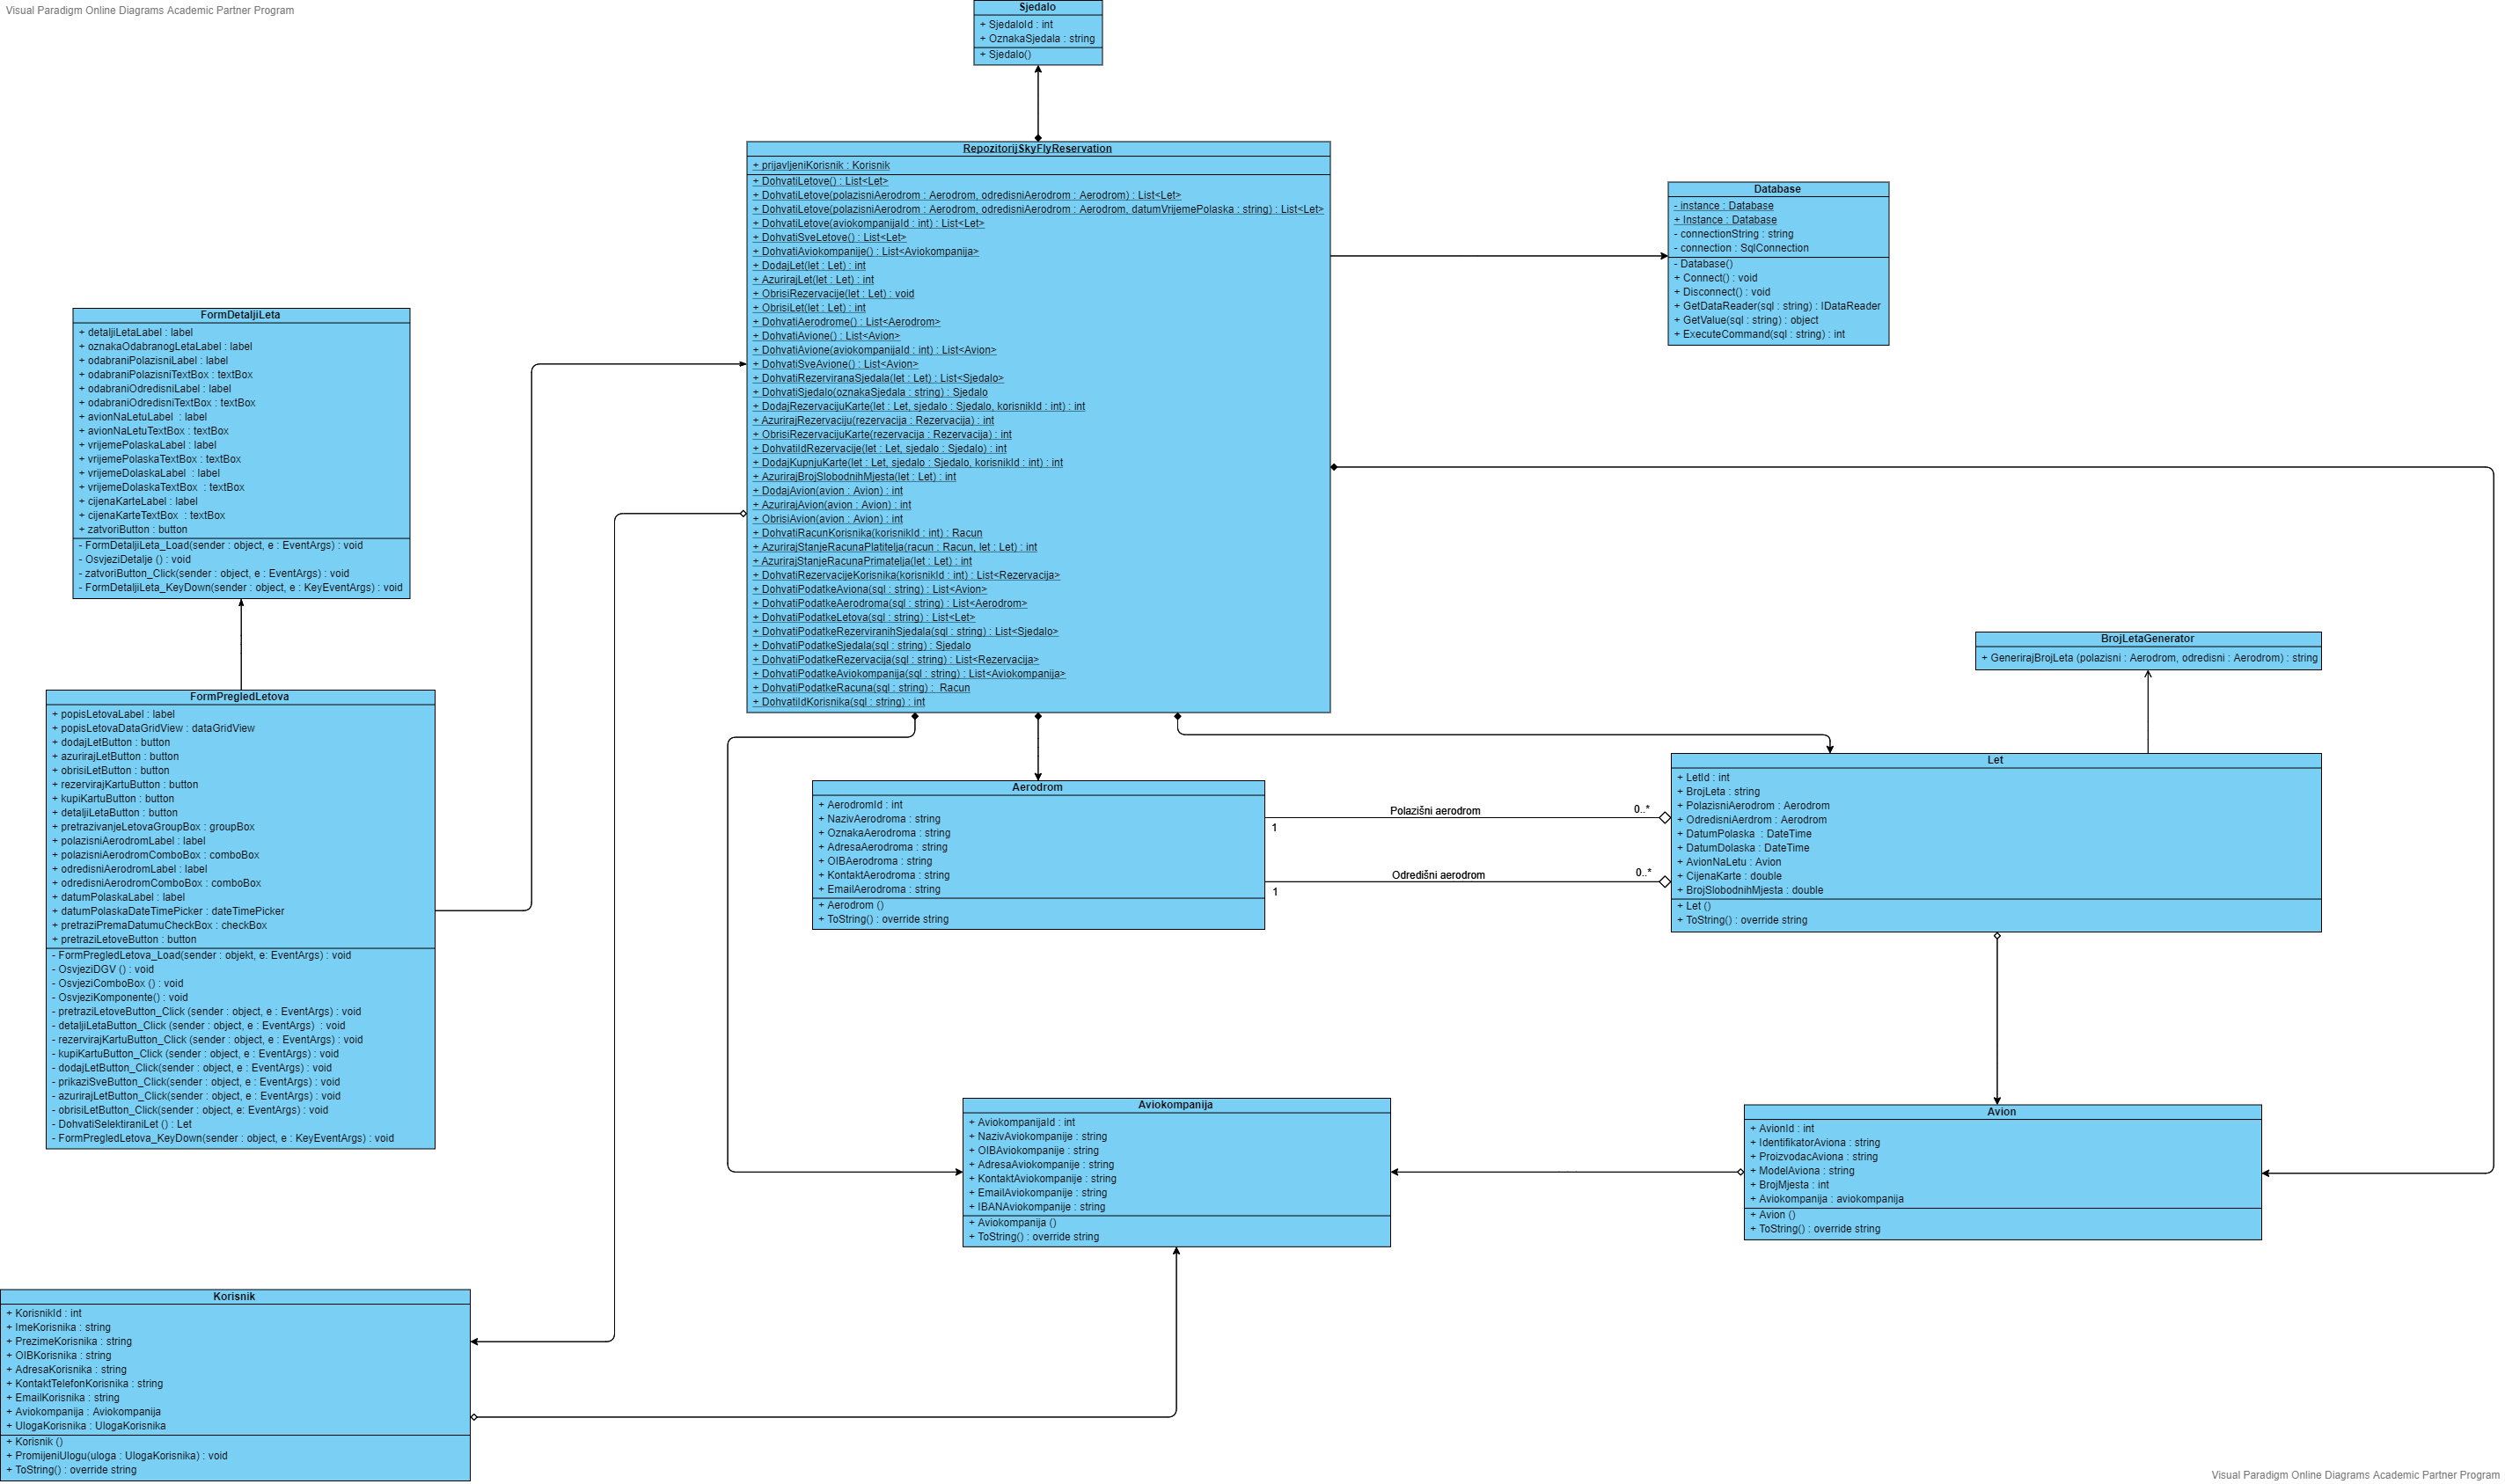 Visual Paradigm Online Diagrams Academic Partner Program
Sjedalo
+ SjedaloId : int
+ OznakaSjedala : string
+ Sjedalo()
RepozitorijSkyFlyReservation
+ prijavljeniKorisnik : Korisnik
+ DohvatiLetove() : List<Let>
+ DohvatiLetove(polazisniAerodrom : Aerodrom, odredisniAerodrom : Aerodrom) : List<Let>
+ DohvatiLetove(polazisniAerodrom : Aerodrom, odredisniAerodrom : Aerodrom, datumVrijemePolaska : string) : List<Let>
+ DohvatiLetove(aviokompanijaId : int) : List<Let>
+ DohvatiSveLetove() : List<Let>
+ DohvatiAviokompanije() : List<Aviokompanija>
+ DodajLet(let : Let) : int
+ AzurirajLet(let : Let) : int
+ ObrisiRezervacije(let : Let) : void
+ ObrisiLet(let : Let) : int
+ DohvatiAerodrome() : List<Aerodrom>
+ DohvatiAvione() : List<Avion>
+ DohvatiAvione(aviokompanijaId : int) : List<Avion>
+ DohvatiSveAvione() : List<Avion>
+ DohvatiRezerviranaSjedala(let : Let) : List<Sjedalo>
+ DohvatiSjedalo(oznakaSjedala : string) : Sjedalo
+ DodajRezervacijuKarte(let : Let, sjedalo : Sjedalo, korisnikId : int) : int
+ AzurirajRezervaciju(rezervacija : Rezervacija) : int
+ ObrisiRezervacijuKarte(rezervacija : Rezervacija) : int
+ DohvatiIdRezervacije(let : Let, sjedalo : Sjedalo) : int
+ DodajKupnjuKarte(let : Let, sjedalo : Sjedalo, korisnikId : int) : int
+ AzurirajBrojSlobodnihMjesta(let : Let) : int
+ DodajAvion(avion : Avion) : int
+ AzurirajAvion(avion : Avion) : int
+ ObrisiAvion(avion : Avion) : int
+ DohvatiRacunKorisnika(korisnikId : int) : Racun
+ AzurirajStanjeRacunaPlatitelja(racun : Racun, let : Let) : int
+ AzurirajStanjeRacunaPrimatelja(let : Let) : int
+ DohvatiRezervacijeKorisnika(korisnikId : int) : List<Rezervacija>
+ DohvatiPodatkeAviona(sql : string) : List<Avion>
+ DohvatiPodatkeAerodroma(sql : string) : List<Aerodrom>
+ DohvatiPodatkeLetova(sql : string) : List<Let>
+ DohvatiPodatkeRezerviranihSjedala(sql : string) : List<Sjedalo>
+ DohvatiPodatkeSjedala(sql : string) : Sjedalo
+ DohvatiPodatkeRezervacija(sql : string) : List<Rezervacija>
+ DohvatiPodatkeAviokompanija(sql : string) : List<Aviokompanija>
+ DohvatiPodatkeRacuna(sql : string) : Racun
+ DohvatiIdKorisnika(sql : string) : int
Database
- instance : Database
+ Instance : Database
- connectionString : string
- connection : SqlConnection
- Database()
+ Connect() : void
+ Disconnect() : void
+ GetDataReader(sql : string) : IDataReader
+ GetValue(sql : string) : object
+ ExecuteCommand(sql : string) : int
FormDetaljiLeta
+ detaljiLetaLabel : label
+ oznakaOdabranogLetaLabel : label
+ odabraniPolazisniLabel : label
+ odabraniPolazisniTextBox : textBox
+ odabraniOdredisniLabel : label
+ odabraniOdredisniTextBox : textBox
+ avionNaLetuLabel : label
+ avionNaLetuTextBox : textBox
+ vrijemePolaskaLabel : label
+ vrijemePolaskaTextBox : textBox
+ vrijemeDolaskaLabel : label
+ vrijemeDolaskaTextBox : textBox
+ cijenaKarteLabel : label
+ cijenaKarteTextBox : textBox
+ zatvoriButton : button
- FormDetaljiLeta_Load(sender : object, e : EventArgs) : void
- OsvjeziDetalje () : void
- zatvoriButton_Click(sender : object, e : EventArgs) : void
- FormDetaljiLeta_KeyDown(sender : object, e : KeyEventArgs) : void
BrojLetaGenerator
+ GenerirajBrojLeta (polazisni : Aerodrom, odredisni : Aerodrom) : string
FormPregledLetova
+ popisLetovaLabel : label
+ popisLetovaDataGridView : dataGridView
+ dodajLetButton : button
+ azurirajLetButton : button
+ obrisiLetButton : button
+ rezervirajKartuButton : button
+ kupiKartuButton : button
+ detaljiLetaButton : button
+ pretrazivanjeLetovaGroupBox : groupBox
+ polazisniAerodromLabel : label
+ polazisniAerodromComboBox : comboBox
+ odredisniAerodromLabel : label
+ odredisniAerodromComboBox : comboBox
+ datumPolaskaLabel : label
+ datumPolaskaDateTimePicker : dateTimePicker
+ pretraziPremaDatumuCheckBox : checkBox
+ pretraziLetoveButton : button
- FormPregledLetova_Load(sender : objekt, e: EventArgs) : void
- OsvjeziDGV () : void
- OsvjeziComboBox () : void
- OsvjeziKomponente() : void
- pretraziLetoveButton_Click (sender : object, e : EventArgs) : void
- detaljiLetaButton_Click (sender : object, e : EventArgs) : void
- rezervirajKartuButton_Click (sender : object, e : EventArgs) : void
- kupiKartuButton_Click (sender : object, e : EventArgs) : void
- dodajLetButton_Click(sender : object, e : EventArgs) : void
- prikaziSveButton_Click(sender : object, e : EventArgs) : void
- azurirajLetButton_Click(sender : object, e : EventArgs) : void
- obrisiLetButton_Click(sender : object, e: EventArgs) : void
- DohvatiSelektiraniLet () : Let
- FormPregledLetova_KeyDown(sender : object, e : KeyEventArgs) : void
Aerodrom
+ AerodromId : int
+ NazivAerodroma : string
+ OznakaAerodroma : string
+ AdresaAerodroma : string
+ OIBAerodroma : string
+ KontaktAerodroma : string
+ EmailAerodroma : string
+ Aerodrom ()
+ ToString() : override string
Polazišni aerodrom
0..*
1
Odredišni aerodrom
0..*
1
Let
+ LetId : int
+ BrojLeta : string
+ PolazisniAerodrom : Aerodrom
+ OdredisniAerdrom : Aerodrom
+ DatumPolaska : DateTime
+ DatumDolaska : DateTime
+ AvionNaLetu : Avion
+ CijenaKarte : double
+ BrojSlobodnihMjesta : double
+ Let ()
+ ToString() : override string
Aviokompanija
+ AviokompanijaId : int
+ NazivAviokompanije : string
+ OIBAviokompanije : string
+ AdresaAviokompanije : string
+ KontaktAviokompanije : string
+ EmailAviokompanije : string
+ IBANAviokompanije : string
+ Aviokompanija ()
+ ToString() : override string
Avion
+ AvionId : int
+ IdentifikatorAviona : string
+ ProizvodacAviona : string
+ ModelAviona : string
+ BrojMjesta : int
+ Aviokompanija : aviokompanija
+ Avion ()
+ ToString() : override string
Korisnik
+ KorisnikId : int
+ ImeKorisnika : string
+ PrezimeKorisnika : string
+ OIBKorisnika : string
+ AdresaKorisnika : string
+ KontaktTelefonKorisnika : string
+ EmailKorisnika : string
+ Aviokompanija : Aviokompanija
+ UlogaKorisnika : UlogaKorisnika
+ Korisnik ()
+ PromijeniUlogu(uloga : UlogaKorisnika) : void
+ ToString() : override string
Visual Paradigm Online Diagrams Academic Partner Program